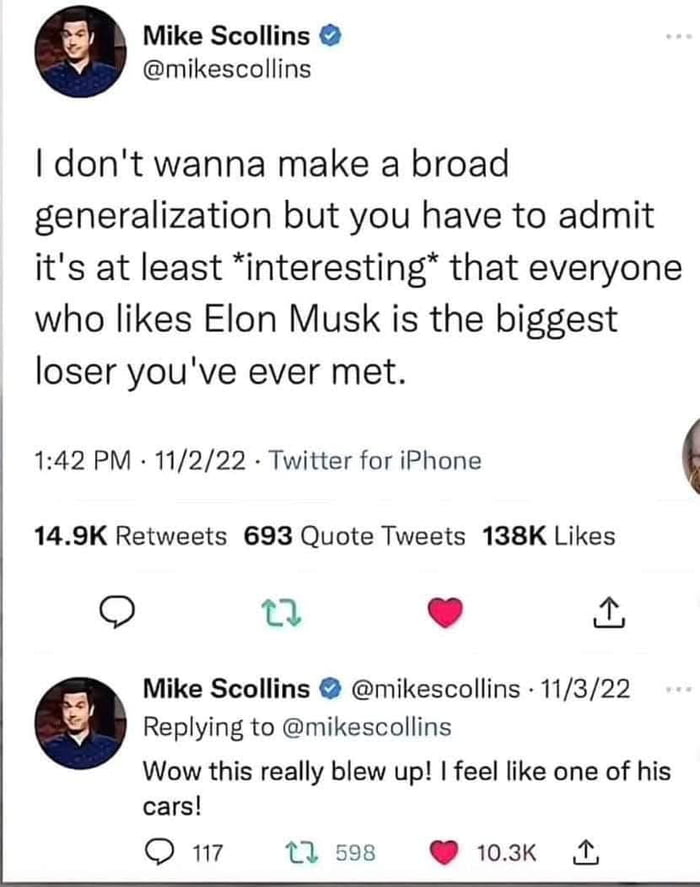 Mike Scollins
@mikescollins
I don't wanna make a broad
generalization but you have to admit
it's at least *interesting* that everyone
who likes Elon Musk is the biggest
loser you've ever met.
1:42 PM · 11/2/22 · Twitter for iPhone
14.9K Retweets 693 Quote Tweets 138K Likes
Mike Scollins @mikescollins · 11/3/22
Replying to @mikescollins
Wow this really blew up! I feel like one of his
cars!
117 598 10.3K